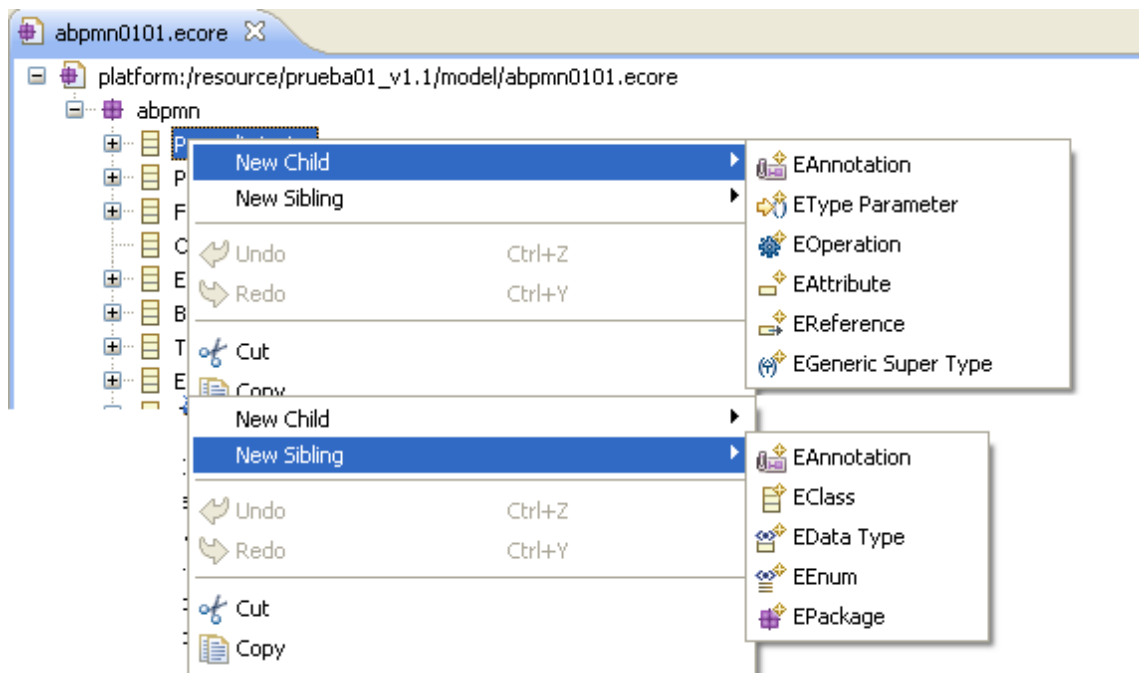 abpmn0101.ecore
platform:/resource/prueba01_v1.1/model/abpmn0101.ecore
abpmn
P
New Child
EAnnotation
P
New Sibling
EType Parameter
F
C
Undo Ctrl+Z
EOperation
E
Redo Ctrl+Y
EAttribute
B
EReference
T
Cut
EGeneric Super Type
E
Copy
New Child
New Sibling
EAnnotation
EClass
Undo Ctrl+Z
EData Type
Redo Ctrl+Y
EEnum
Cut
EPackage
Copy